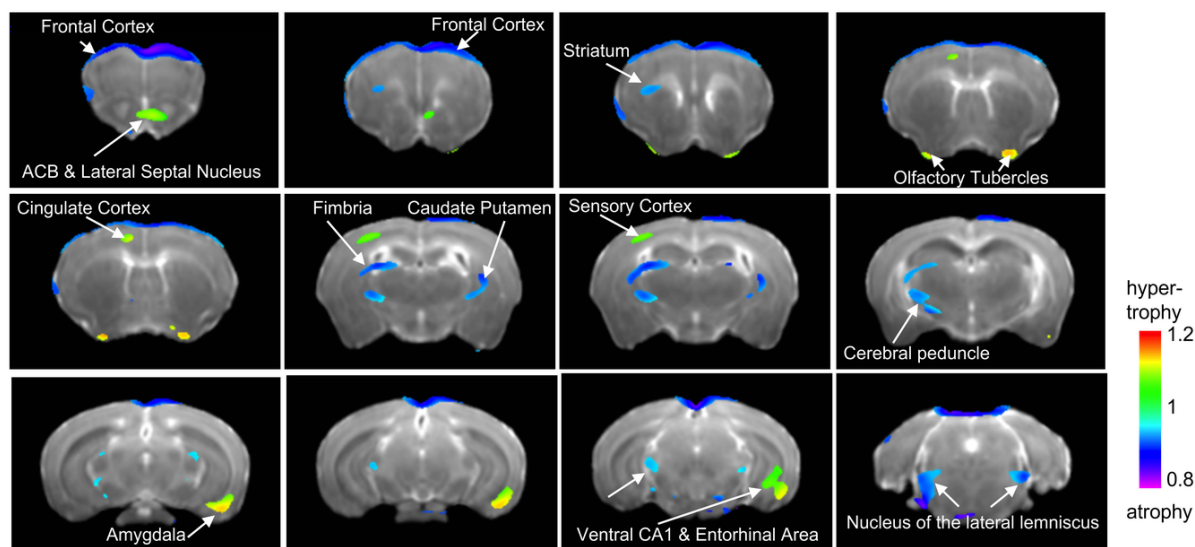 Frontal Cortex
Frontal Cortex
Striatum
ACB & Lateral Septal Nucleus
Olfactory Tubercles
Cingulate Cortex
Fimbria
Caudate Putamen
Sensory Cortex
Cerebral peduncle
hyper-
trophy
1.2
1
0.8
atrophy
Amygdala
Ventral CA1 & Entorhinal Area
Nucleus of the lateral lemniscus